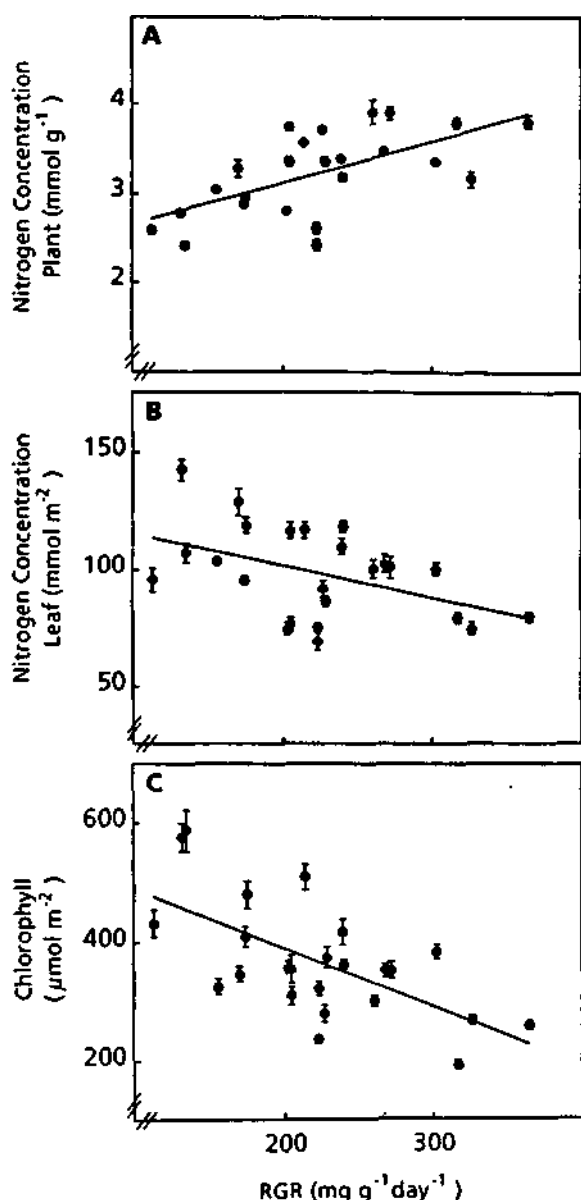 A
Nitrogen Concentration
Plant (mmol g⁻¹)
4
3
2
B
Nitrogen Concentration
Leaf (mmol m⁻²)
150
100
50
C
Chlorophyll
(µmol m⁻²)
600
400
200
200 300
RGR (mg g⁻¹day⁻¹)